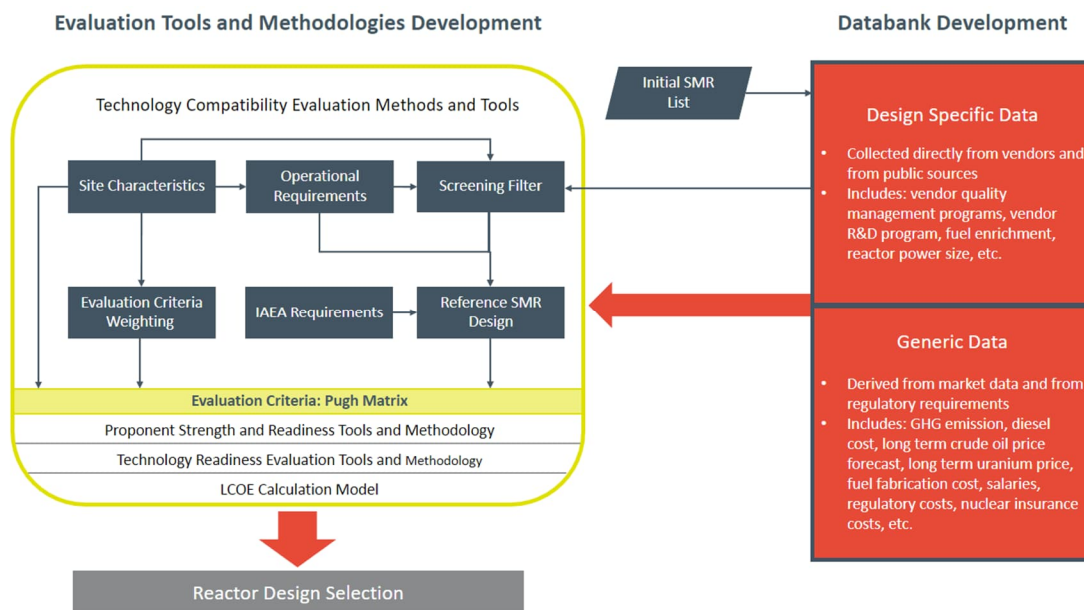 Evaluation Tools and Methodologies Development
Databank Development
Technology Compatibility Evaluation Methods and Tools
Initial SMR
List
Site Characteristics
Operational
Requirements
Screening Filter
Evaluation Criteria
Weighting
IAEA Requirements
Reference SMR
Design
Evaluation Criteria: Pugh Matrix
Proponent Strength and Readiness Tools and Methodology
Technology Readiness Evaluation Tools and Methodology
LCOE Calculation Model
Reactor Design Selection
Design Specific Data
• Collected directly from vendors and
from public sources
• Includes: vendor quality
management programs, vendor
R&D program, fuel enrichment,
reactor power size, etc.
Generic Data
• Derived from market data and from
regulatory requirements
• Includes: GHG emission, diesel
cost, long term crude oil price
forecast, long term uranium price,
fuel fabrication cost, salaries,
regulatory costs, nuclear insurance
costs, etc.